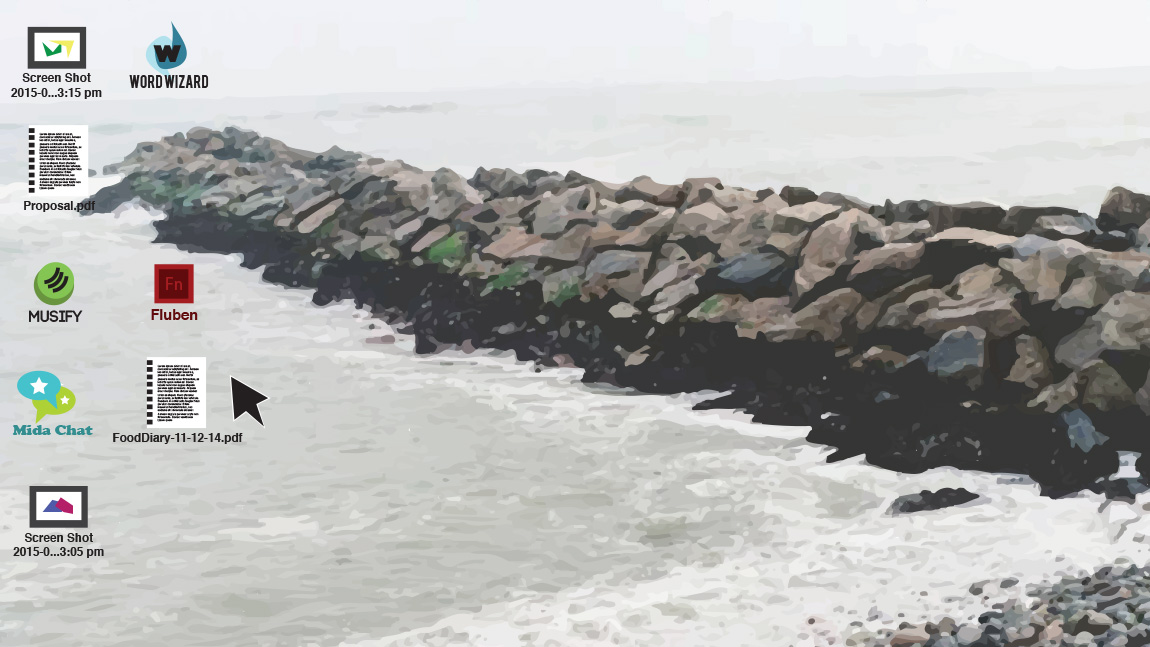 Screen Shot
2015-0...3:15 pm
W
WORD WIZARD
Proposal.pdf
MUSIFY
Fn
Fluben
Mida Chat
FoodDiary-11-12-14.pdf
Screen Shot
2015-0...3:05 pm